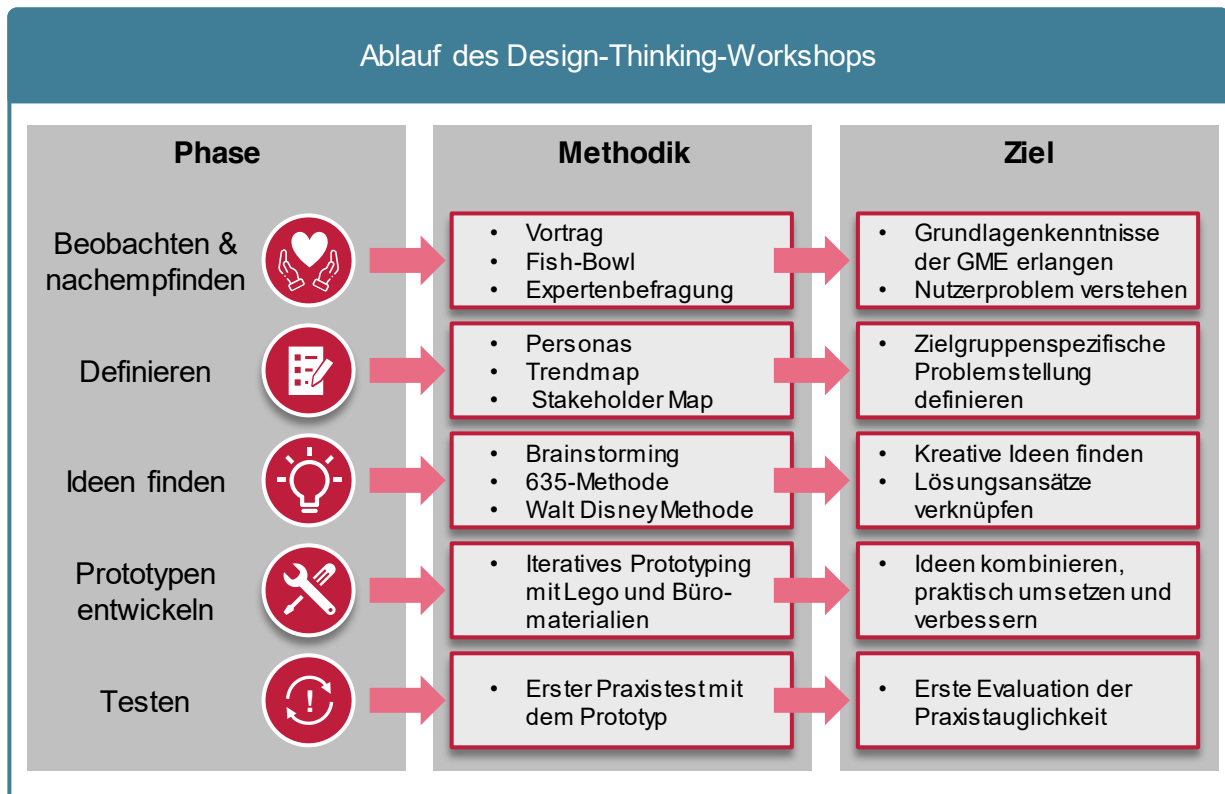 Ablauf des Design-Thinking-Workshops
Phase
Methodik
Ziel
Beobachten &
nachempfinden
• Vortrag
• Fish-Bowl
• Expertenbefragung
• Grundlagenkenntnisse
der GME erlangen
• Nutzerproblem verstehen
Definieren
• Personas
• Trendmap
• Stakeholder Map
• Zielgruppenspezifische
Problemstellung
definieren
Ideen finden
• Brainstorming
• 635-Methode
• Walt Disney Methode
• Kreative Ideen finden
• Lösungsansätze
verknüpfen
Prototypen
entwickeln
• Iteratives Prototyping
mit Lego und Büro-
materialien
• Ideen kombinieren,
praktisch umsetzen und
verbessern
Testen
!
• Erster Praxistest mit
dem Prototyp
• Erste Evaluation der
Praxistauglichkeit